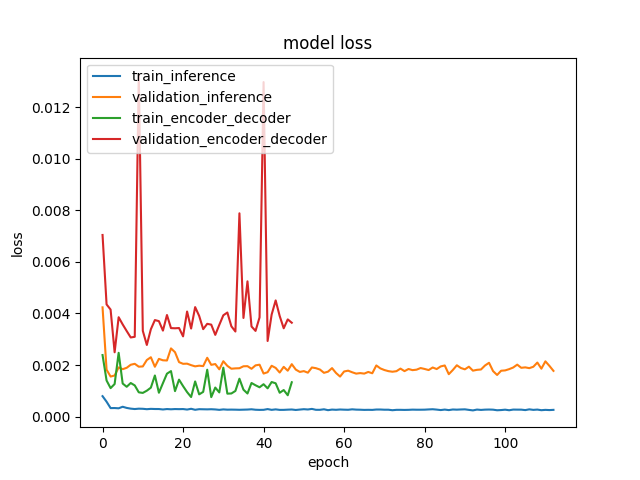 model loss
train_inference
validation_inference
train_encoder_decoder
validation_encoder_decoder
0.012
0.010
0.008
0.006
0.004
0.002
0.000
loss
0 20 40 60 80 100
epoch